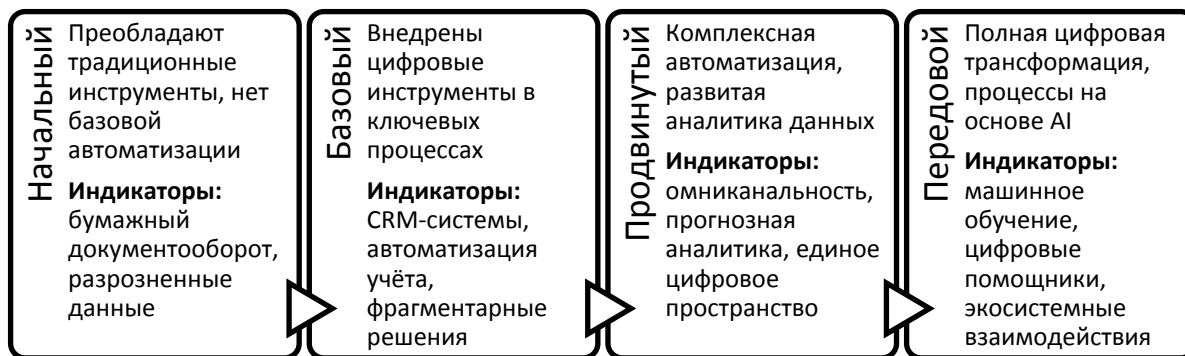 Начальный
Преобладают
традиционные
инструменты, нет
базовой
автоматизации
Индикаторы:
бумажный
документооборот,
разрозненные
данные
Базовый
Внедрены
цифровые
инструменты в
ключевых
процессах
Индикаторы:
CRM-системы,
автоматизация
учёта,
фрагментарные
решения
Продвинутый
Комплексная
автоматизация,
развитая
аналитика данных
Индикаторы:
омниканальность,
прогнозная
аналитика, единое
цифровое
пространство
Передовой
Полная цифровая
трансформация,
процессы на
основе AI
Индикаторы:
машинное
обучение,
цифровые
помощники,
экосистемные
взаимодействия